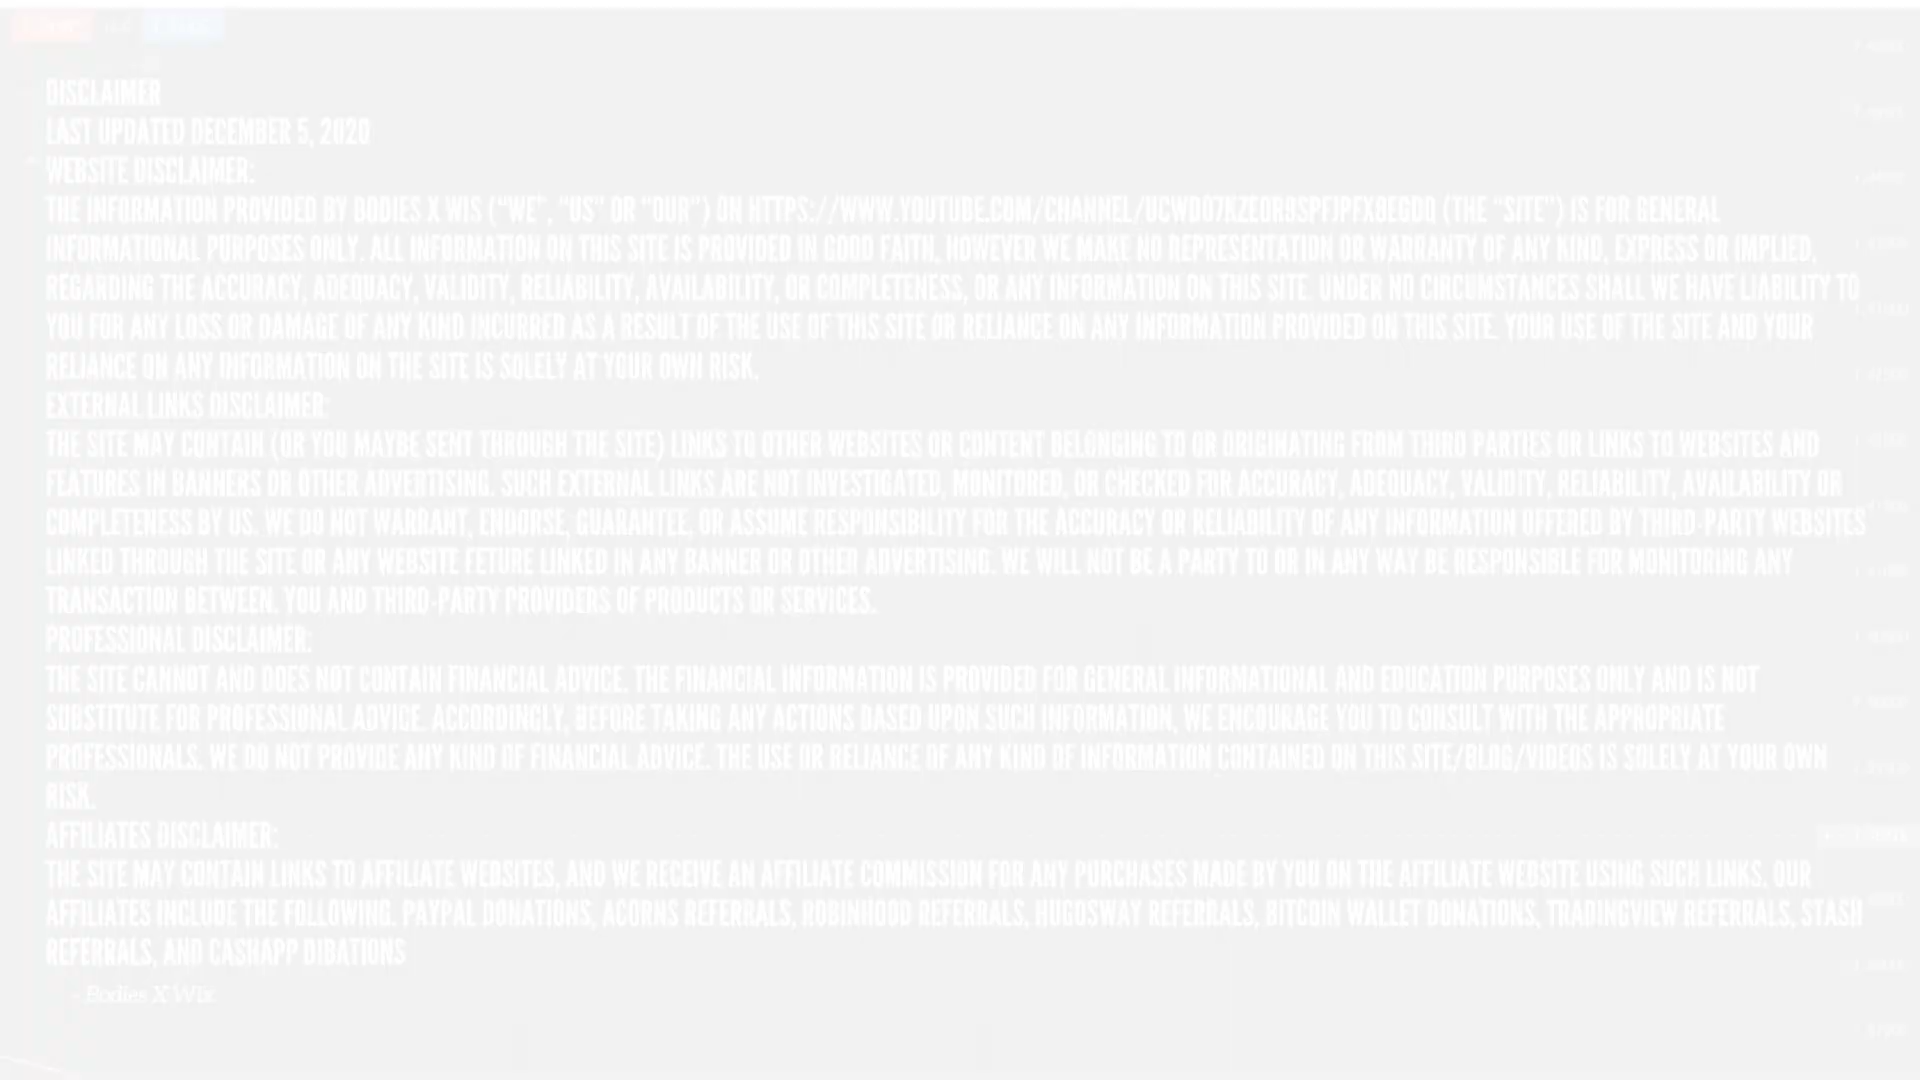 DISCLAIMER
LAST UPDATED DECEMBER 5, 2020
WEBSITE DISCLAIMER:
THE INFORMATION PROVIDED BY BODIES X WIS (“WE”, “US” OR “OUR”) ON HTTPS://WWW.YOUTUBE.COM/CHANNEL/ (THE “SITE”) IS FOR GENERAL
INFORMATIONAL PURPOSES ONLY. ALL INFORMATION ON THIS SITE IS PROVIDED IN GOOD FAITH, HOWEVER WE MAKE NO REPRESENTATION OR WARRANTY OF ANY KIND, EXPRESS OR IMPLIED,
REGARDING THE ACCURACY, ADEQUACY, VALIDITY, RELIABILITY, AVAILABILITY, OR COMPLETENESS, OR ANY INFORMATION ON THIS SITE. UNDER NO CIRCUMSTANCES SHALL WE HAVE LIABILITY TO
YOU FOR ANY LOSS OR DAMAGE OF ANY KIND INCURRED AS A RESULT OF THE USE OF THIS SITE OR RELIANCE ON ANY INFORMATION PROVIDED ON THIS SITE. YOUR USE OF THE SITE AND YOUR
RELIANCE ON ANY INFORMATION ON THE SITE IS SOLELY AT YOUR OWN RISK.
EXTERNAL LINKS DISCLAIMER:
THE SITE MAY CONTAIN (OR YOU MAYBE SENT THROUGH THE SITE) LINKS TO OTHER WEBSITES OR CONTENT BELONGING TO OR ORIGINATING FROM THIRD PARTIES OR LINKS TO WEBSITES AND
FEATURES IN BANNERS OR OTHER ADVERTISING. SUCH EXTERNAL LINKS ARE NOT INVESTIGATED, MONITORED, OR CHECKED FOR ACCURACY, ADEQUACY, VALIDITY, RELIABILITY, AVAILABILITY OR
COMPLETENESS BY US. WE DO NOT WARRANT, ENDORSE, GUARANTEE, OR ASSUME RESPONSIBILITY FOR THE ACCURACY OR RELIABILITY OF ANY INFORMATION OFFERED BY THIRD-PARTY WEBSITES
LINKED THROUGH THE SITE OR ANY WEBSITE FETURE LINKED IN ANY BANNER OR OTHER ADVERTISING. WE WILL NOT BE A PARTY TO OR IN ANY WAY BE RESPONSIBLE FOR MONITORING ANY
TRANSACTION BETWEEN. YOU AND THIRD-PARTY PROVIDERS OF PRODUCTS OR SERVICES.
PROFESSIONAL DISCLAIMER:
THE SITE CANNOT AND DOES NOT CONTAIN FINANCIAL ADVICE. THE FINANCIAL INFORMATION IS PROVIDED FOR GENERAL INFORMATIONAL AND EDUCATION PURPOSES ONLY AND IS NOT
SUBSTITUTE FOR PROFESSIONAL ADVICE. ACCORDINGLY, BEFORE TAKING ANY ACTIONS BASED UPON SUCH INFORMATION, WE ENCOURAGE YOU TO CONSULT WITH THE APPROPRIATE
PROFESSIONALS. WE DO NOT PROVIDE ANY KIND OF FINANCIAL ADVICE. THE USE OR RELIANCE OF ANY KIND OF INFORMATION CONTAINED ON THIS SITE/BLOG/VIDEOS IS SOLELY AT YOUR OWN
RISK.
AFFILIATES DISCLAIMER:
THE SITE MAY CONTAIN LINKS TO AFFILIATE WEBSITES, AND WE RECEIVE AN AFFILIATE COMMISSION FOR ANY PURCHASES MADE BY YOU ON THE AFFILIATE WEBSITE USING SUCH LINKS. OUR
AFFILIATES INCLUDE THE FOLLOWING. PAYPAL DONATIONS, ACORNS REFERRALS, ROBINHOOD REFERRALS, HUGOSWAY REFERRALS, BITCOIN WALLET DONATIONS, TRADINGVIEW REFERRALS, STASH
REFERRALS, AND CASHAPP DIBATIONS
- Bodies X Wix